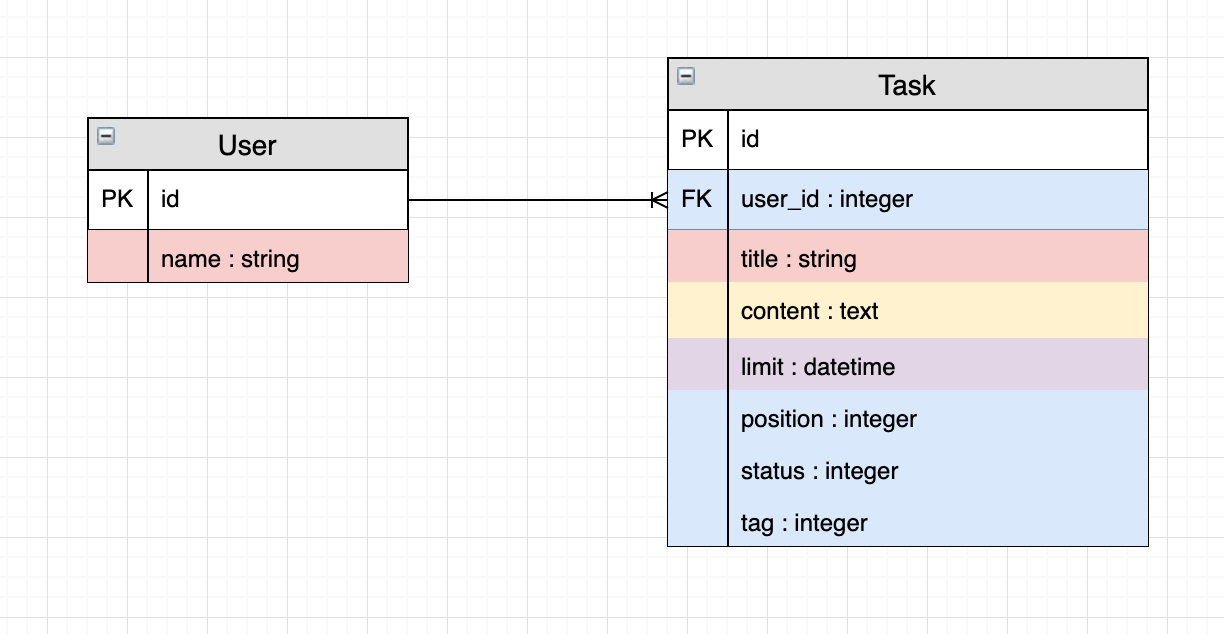 User
PK id
name : string
Task
PK id
FK user_id : integer
title : string
content : text
limit : datetime
position : integer
status : integer
tag : integer